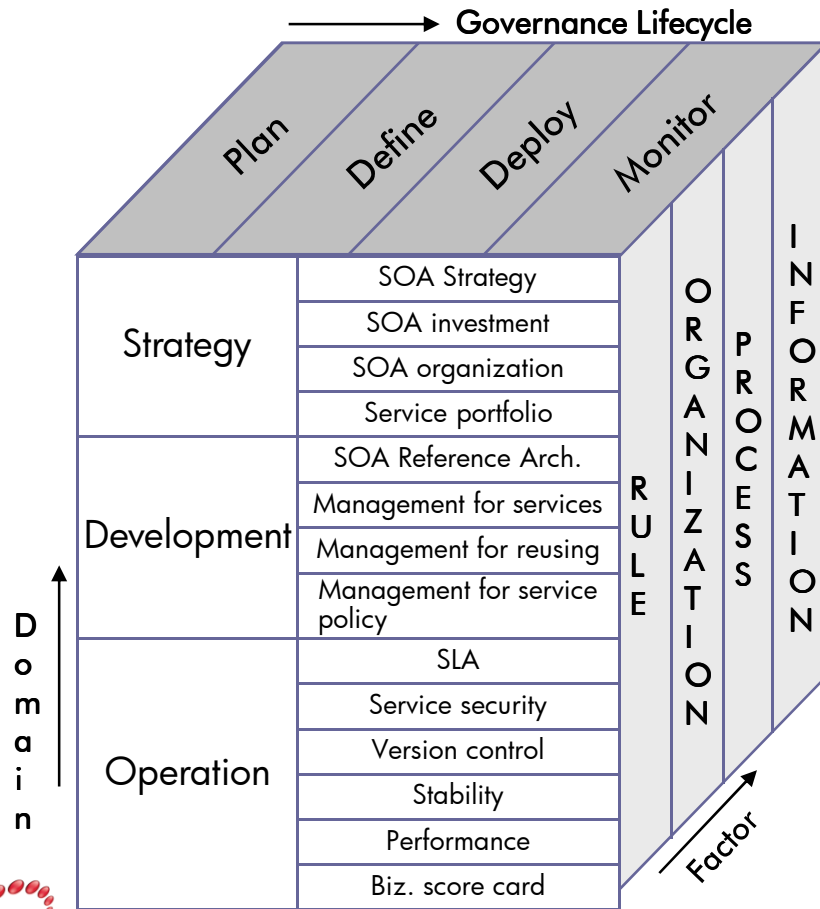 Governance Lifecycle
Plan
Define
Deploy
Monitor
Strategy
SOA Strategy
SOA investment
SOA organization
Service portfolio
Development
SOA Reference Arch.
Management for services
Management for reusing
Management for service
policy
Operation
SLA
Service security
Version control
Stability
Performance
Biz. score card
RULE
ORGANIZATION
PROCESS
INFORMATION
Domain
Factor